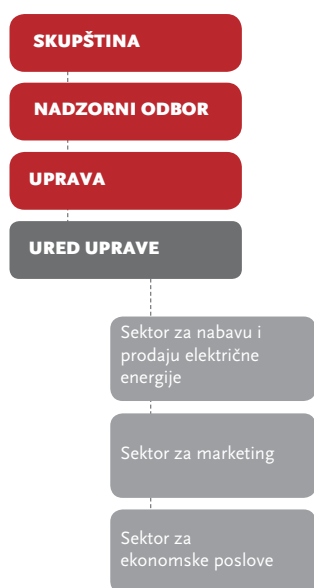 SKUPŠTINA
NADZORNI ODBOR
UPRAVA
URED UPRAVE
Sektor za nabavu i
prodaju električne
energije
Sektor za marketing
Sektor za
ekonomske poslove